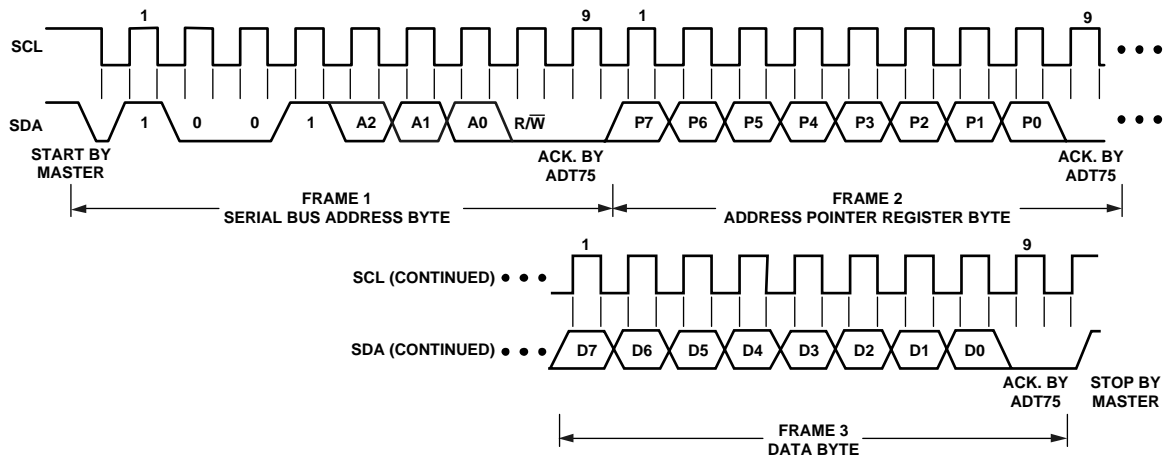 1 9 1 9
SCL
SDA 1 0 0 1 A2 A1 A0 R/W̅ P7 P6 P5 P4 P3 P2 P1 P0
START BY
MASTER
ACK. BY
ADT75
ACK. BY
ADT75
FRAME 1
SERIAL BUS ADDRESS BYTE
FRAME 2
ADDRESS POINTER REGISTER BYTE
1 9
SCL (CONTINUED)
SDA (CONTINUED) D7 D6 D5 D4 D3 D2 D1 D0
ACK. BY
ADT75
STOP BY
MASTER
FRAME 3
DATA BYTE